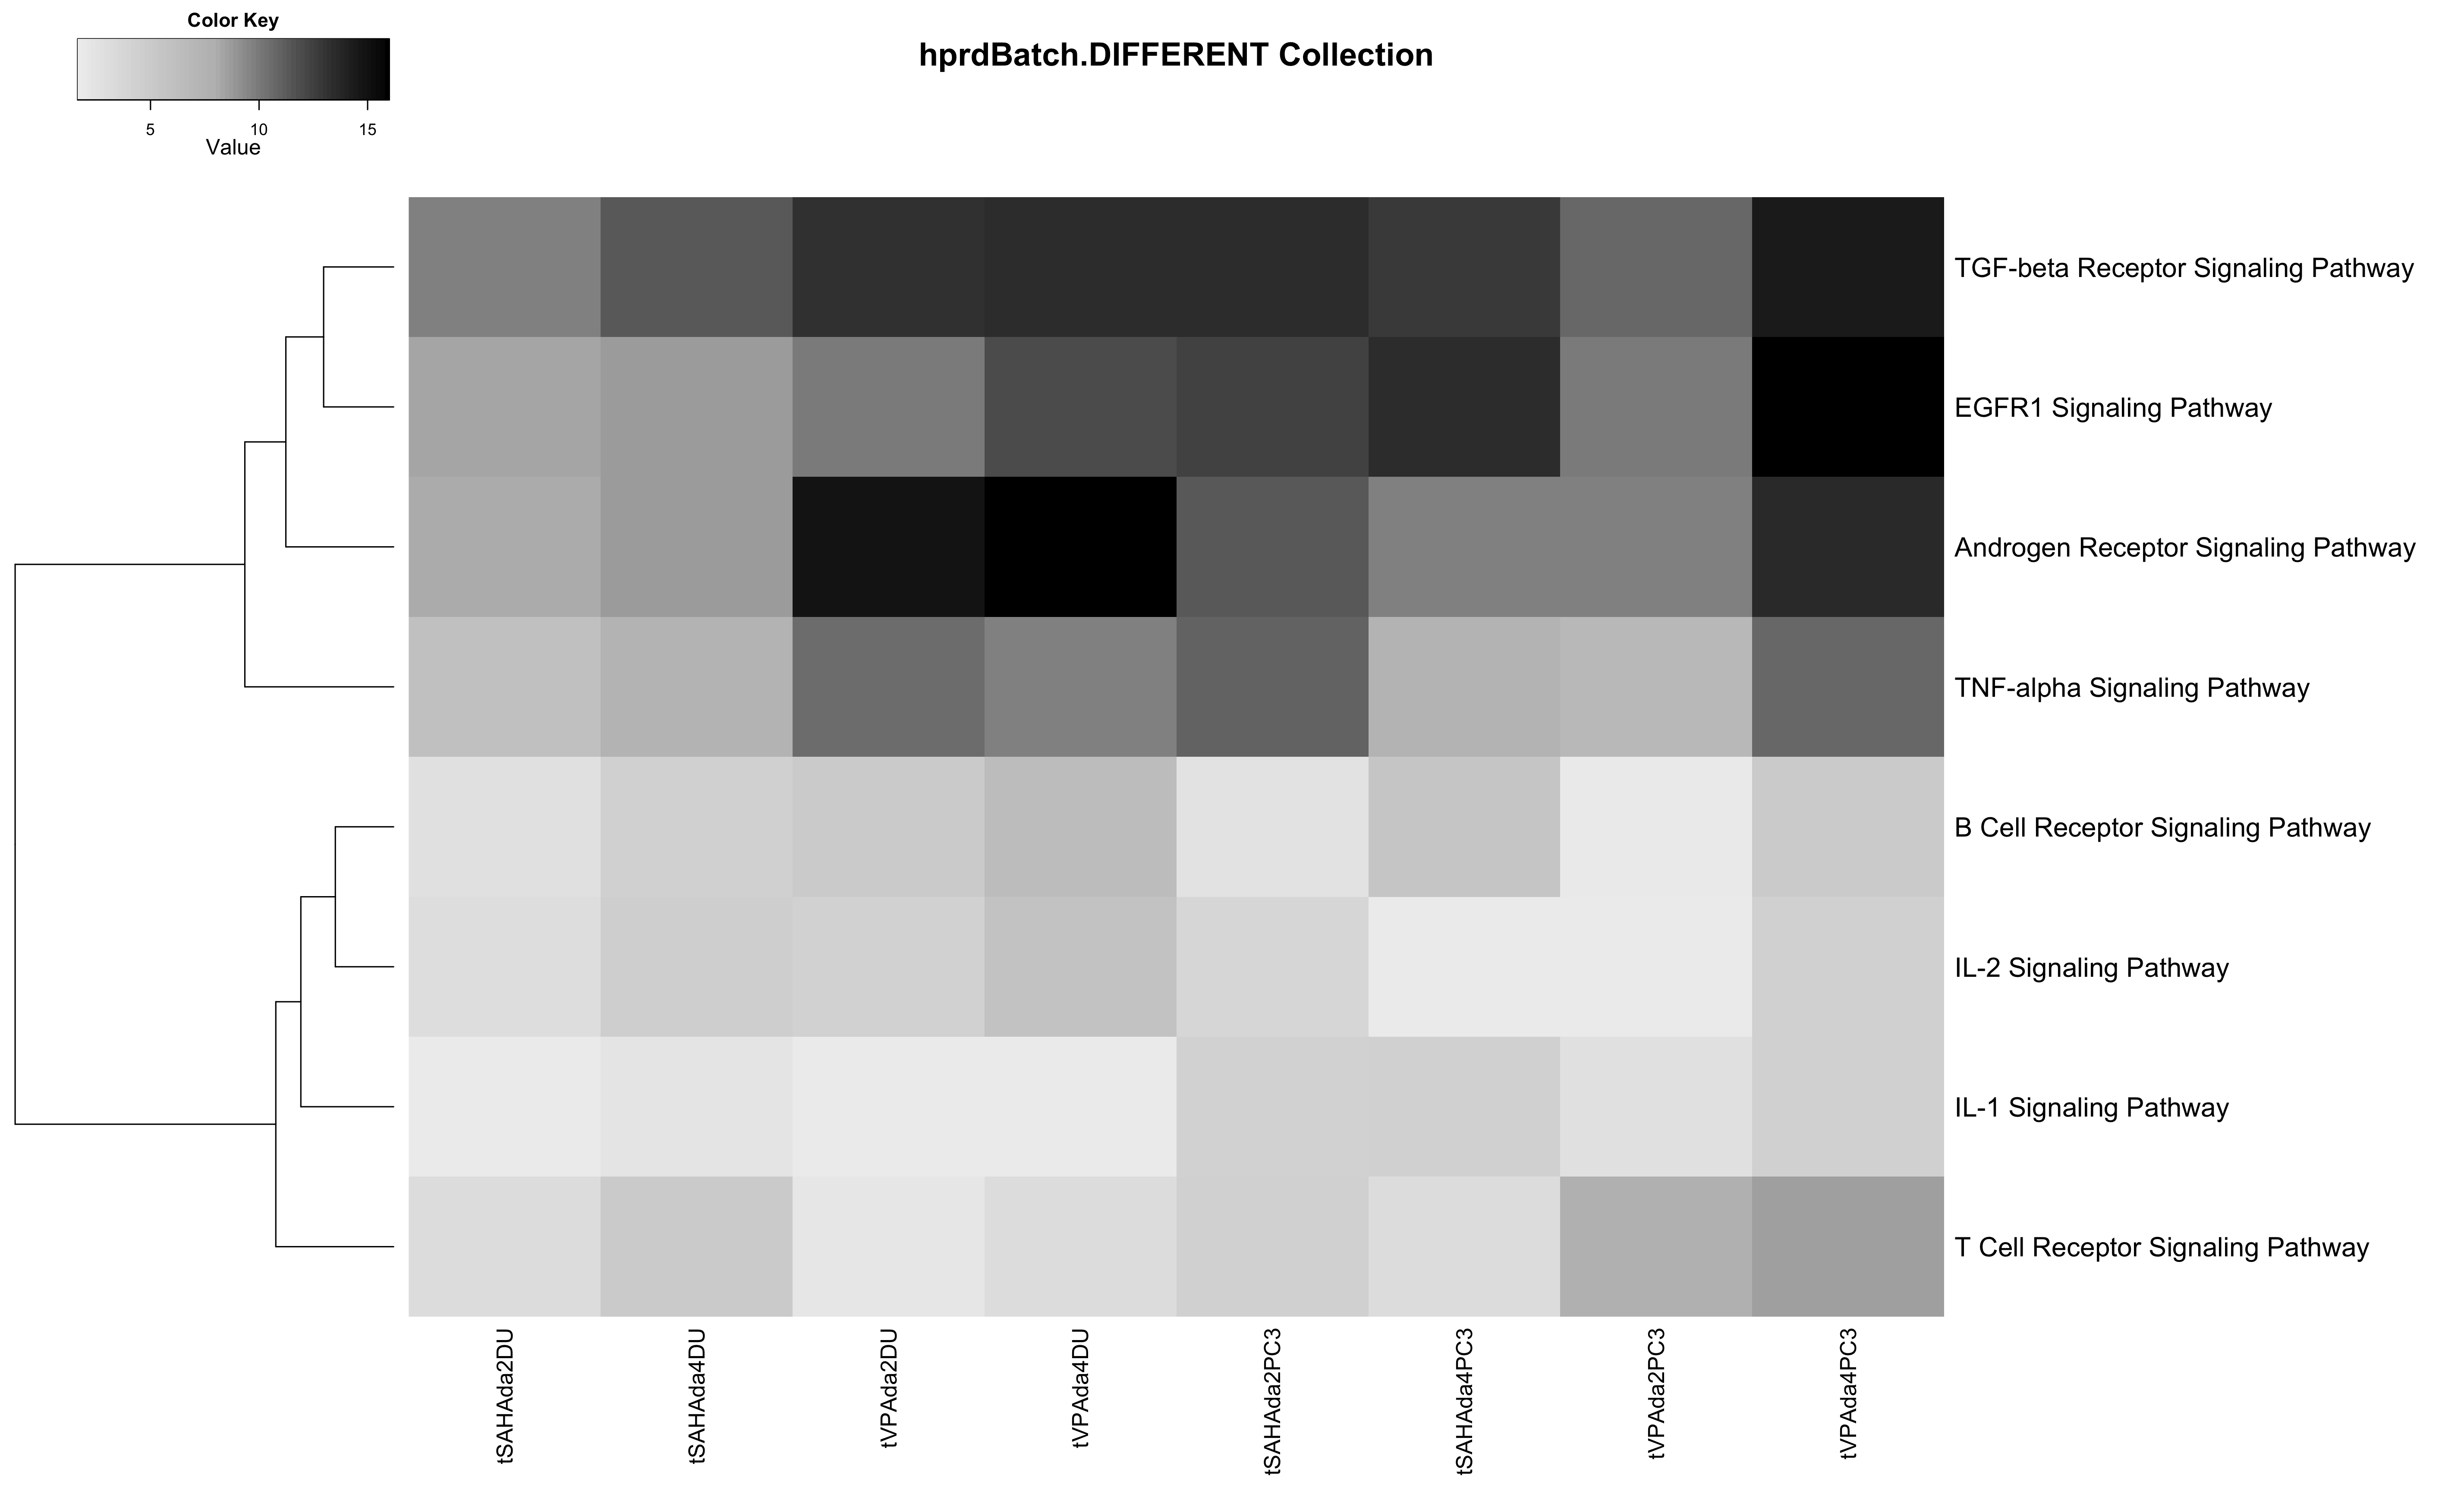 Color Key
5 10 15
Value
hprdBatch.DIFFERENT Collection
TGF-beta Receptor Signaling Pathway
EGFR1 Signaling Pathway
Androgen Receptor Signaling Pathway
TNF-alpha Signaling Pathway
B Cell Receptor Signaling Pathway
IL-2 Signaling Pathway
IL-1 Signaling Pathway
T Cell Receptor Signaling Pathway
tSAHAda2DU
tSAHAda4DU
tVPAda2DU
tVPAda4DU
tSAHAda2PC3
tSAHAda4PC3
tVPAda2PC3
tVPAda4PC3